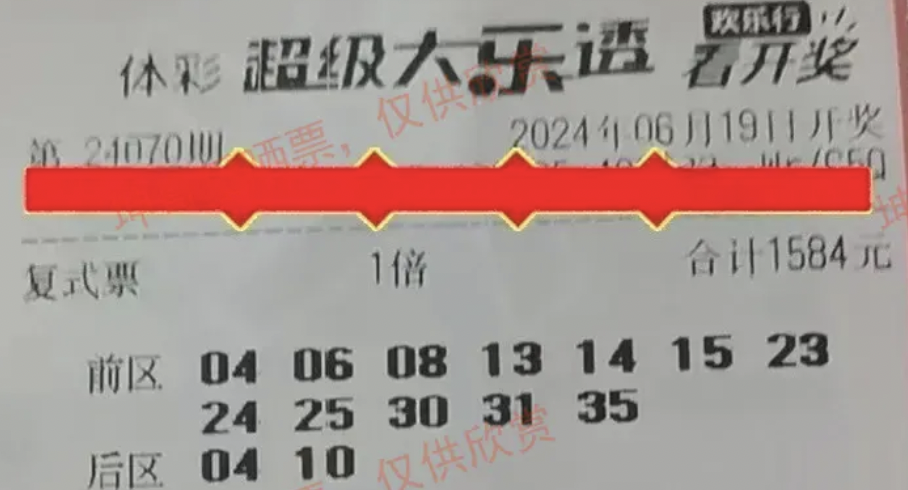 体彩 超级大乐透 欢乐行 看开奖
第 24070期 2024年06月19日开奖
复式票 1倍 合计1584元
前区 04 06 08 13 14 15 23
24 25 30 31 35
后区 04 10
票，仅供欣赏
仅供欣赏